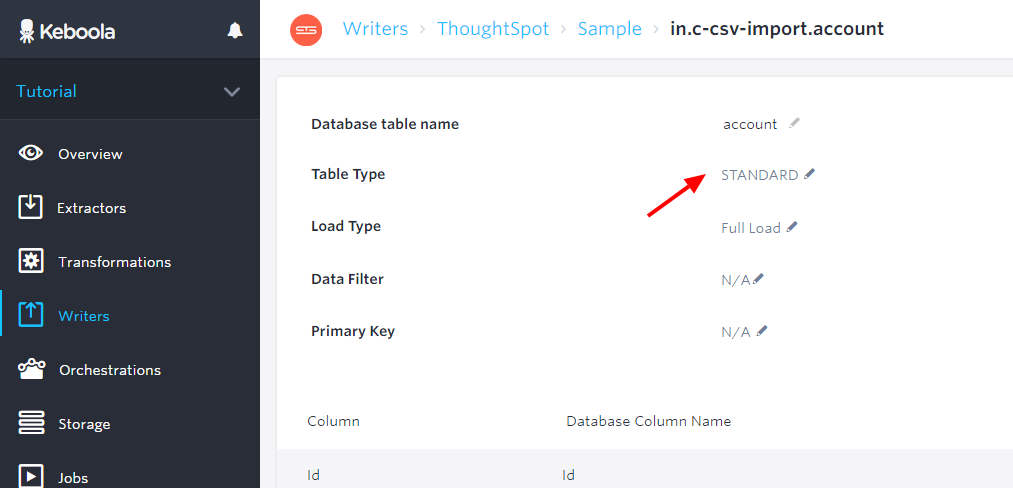 Keboola
Writers > ThoughtSpot > Sample > in.c-csv-import.account
Tutorial
Overview
Extractors
Transformations
Writers
Orchestrations
Storage
Jobs
Database table name account
Table Type STANDARD
Load Type Full Load
Data Filter N/A
Primary Key N/A
Column Database Column Name
Id Id